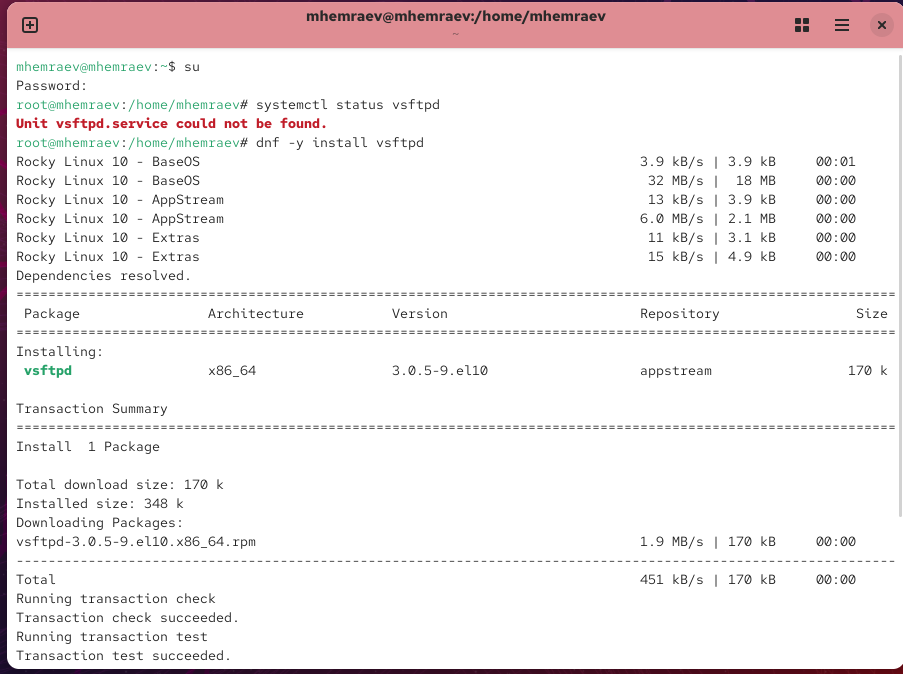 mhemraev@mhemraev:/home/mhemraev
~
mhemraev@mhemraev:~$ su
Password:
root@mhemraev:/home/mhemraev# systemctl status vsftpd
Unit vsftpd.service could not be found.
root@mhemraev:/home/mhemraev# dnf -y install vsftpd
Rocky Linux 10 - BaseOS 3.9 kB/s | 3.9 kB 00:01
Rocky Linux 10 - BaseOS 32 MB/s | 18 MB 00:00
Rocky Linux 10 - AppStream 13 kB/s | 3.9 kB 00:00
Rocky Linux 10 - AppStream 6.0 MB/s | 2.1 MB 00:00
Rocky Linux 10 - Extras 11 kB/s | 3.1 kB 00:00
Rocky Linux 10 - Extras 15 kB/s | 4.9 kB 00:00
Dependencies resolved.
================================================================================
Package Architecture Version Repository Size
================================================================================
Installing:
vsftpd x86_64 3.0.5-9.el10 appstream 170 k
Transaction Summary
================================================================================
Install 1 Package
Total download size: 170 k
Installed size: 348 k
Downloading Packages:
vsftpd-3.0.5-9.el10.x86_64.rpm 1.9 MB/s | 170 kB 00:00
--------------------------------------------------------------------------------
Total 451 kB/s | 170 kB 00:00
Running transaction check
Transaction check succeeded.
Running transaction test
Transaction test succeeded.